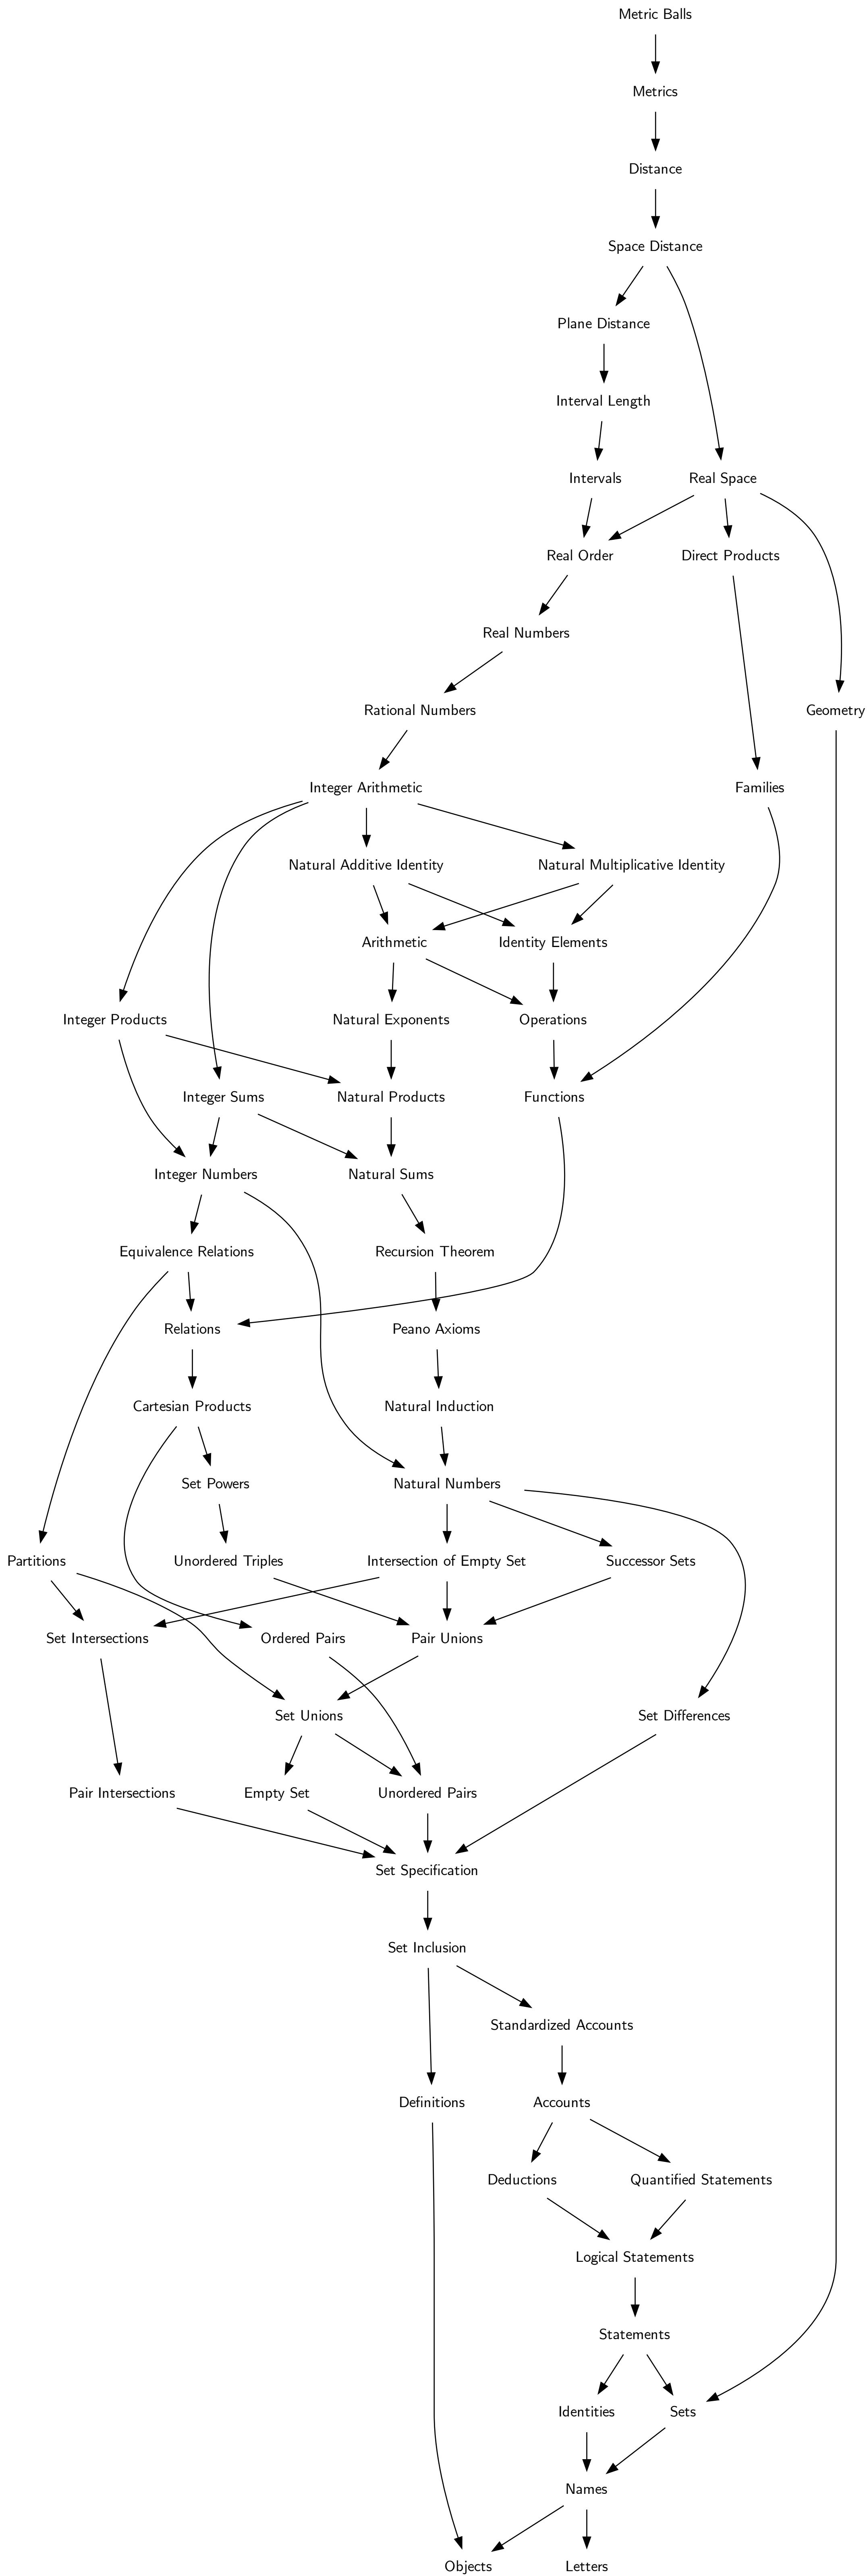 Metric Balls
Metrics
Distance
Space Distance
Plane Distance
Interval Length
Intervals
Real Space
Real Order
Direct Products
Real Numbers
Rational Numbers
Geometry
Integer Arithmetic
Families
Natural Additive Identity
Natural Multiplicative Identity
Arithmetic
Identity Elements
Integer Products
Natural Exponents
Operations
Integer Sums
Natural Products
Functions
Integer Numbers
Natural Sums
Equivalence Relations
Recursion Theorem
Relations
Peano Axioms
Cartesian Products
Natural Induction
Set Powers
Natural Numbers
Partitions
Unordered Triples
Intersection of Empty Set
Successor Sets
Set Intersections
Ordered Pairs
Pair Unions
Set Unions
Set Differences
Pair Intersections
Empty Set
Unordered Pairs
Set Specification
Set Inclusion
Standardized Accounts
Definitions
Accounts
Deductions
Quantified Statements
Logical Statements
Statements
Identities
Sets
Names
Objects
Letters